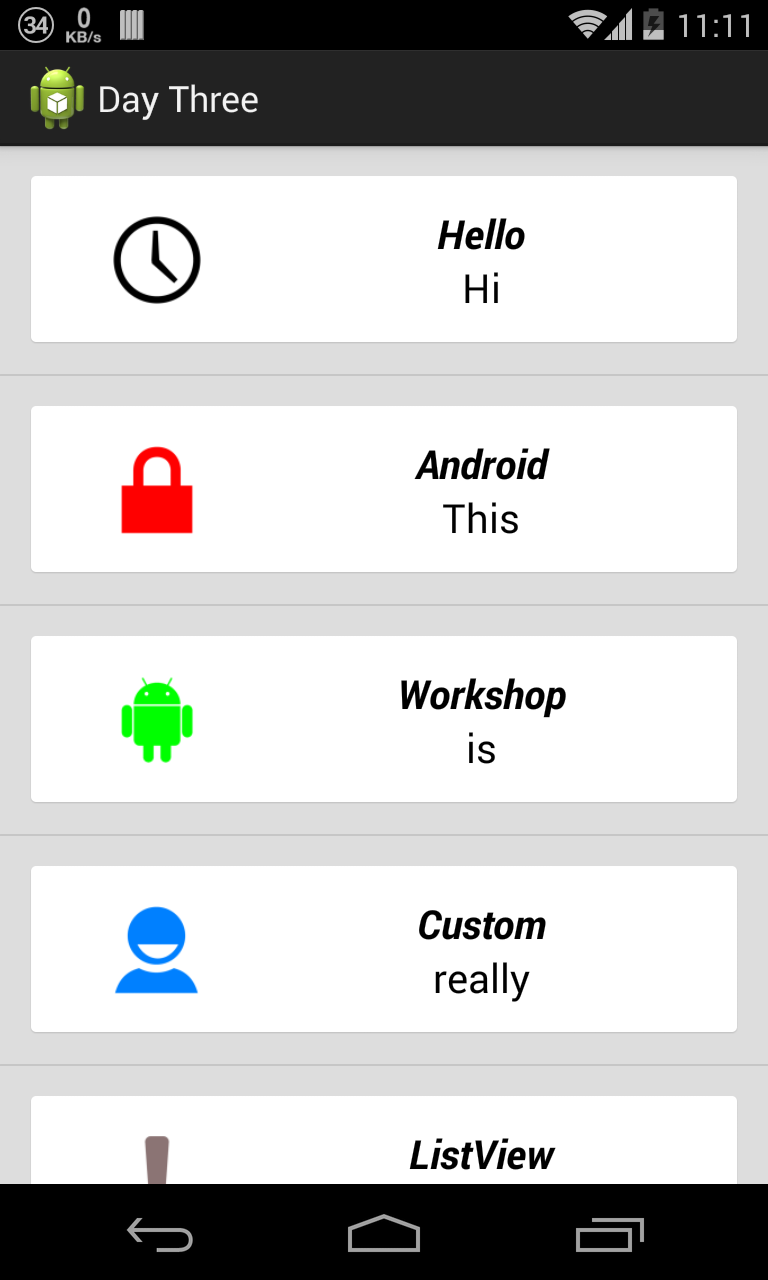 34 0 KB/s 11:11
Day Three
Hello
Hi
Android
This
Workshop
is
Custom
really
ListView